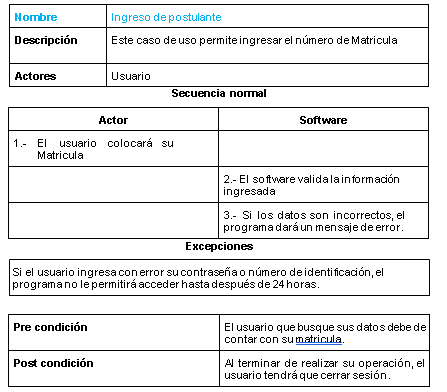 Nombre Ingreso de postulante
Descripción Este caso de uso permite ingresar el número de Matricula
Actores Usuario
Secuencia normal
Actor Software
1.- El usuario colocará su
Matricula
2.- El software valida la información
ingresada
3.- Si los datos son incorrectos, el
programa dará un mensaje de error.
Excepciones
Si el usuario ingresa con error su contraseña o número de identificación, el
programa no le permitirá acceder hasta después de 24 horas.
Pre condición El usuario que busque sus datos debe de
contar con su matricula.
Post condición Al terminar de realizar su operación, el
usuario tendrá que cerrar sesión.